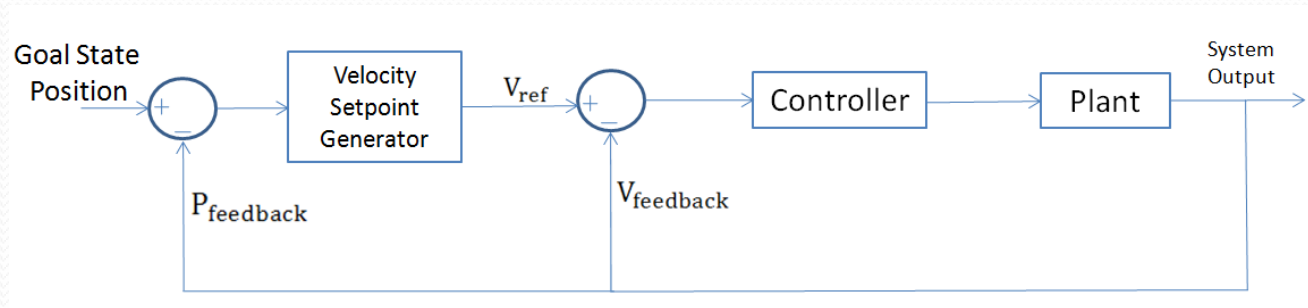 Goal State
Position
+
−
Velocity
Setpoint
Generator
Vref
+
−
Controller
Plant
System
Output
Pfeedback
Vfeedback